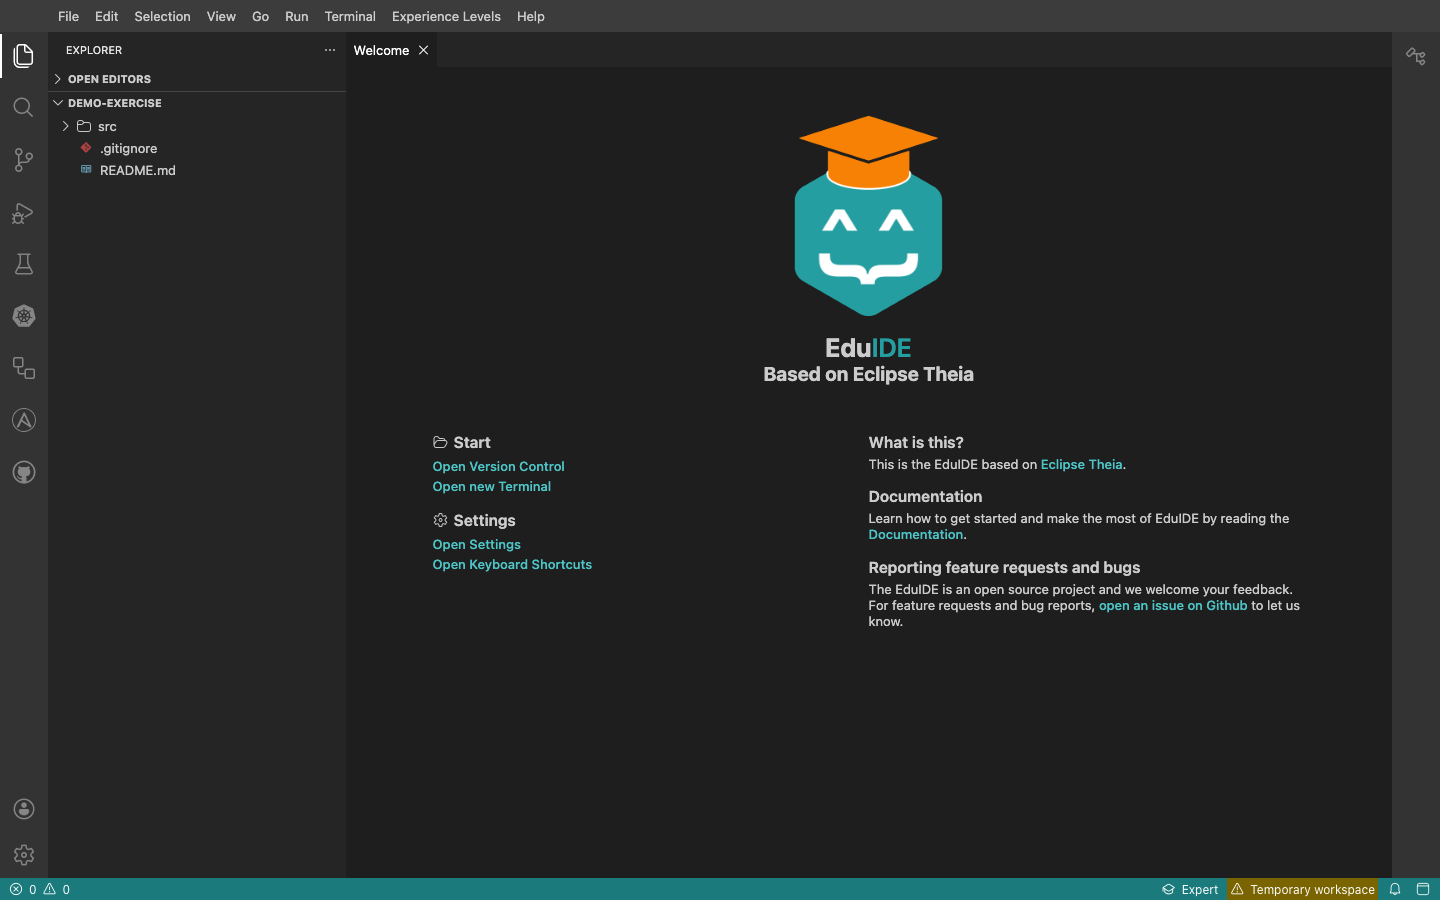 File Edit Selection View Go Run Terminal Experience Levels Help
EXPLORER
OPEN EDITORS
DEMO-EXERCISE
src
.gitignore
README.md
Welcome
EduIDE
Based on Eclipse Theia
Start
Open Version Control
Open new Terminal
Settings
Open Settings
Open Keyboard Shortcuts
What is this?
This is the EduIDE based on Eclipse Theia.
Documentation
Learn how to get started and make the most of EduIDE by reading the
Documentation.
Reporting feature requests and bugs
The EduIDE is an open source project and we welcome your feedback.
For feature requests and bug reports, open an issue on Github to let us
know.
0 0 Expert Temporary workspace